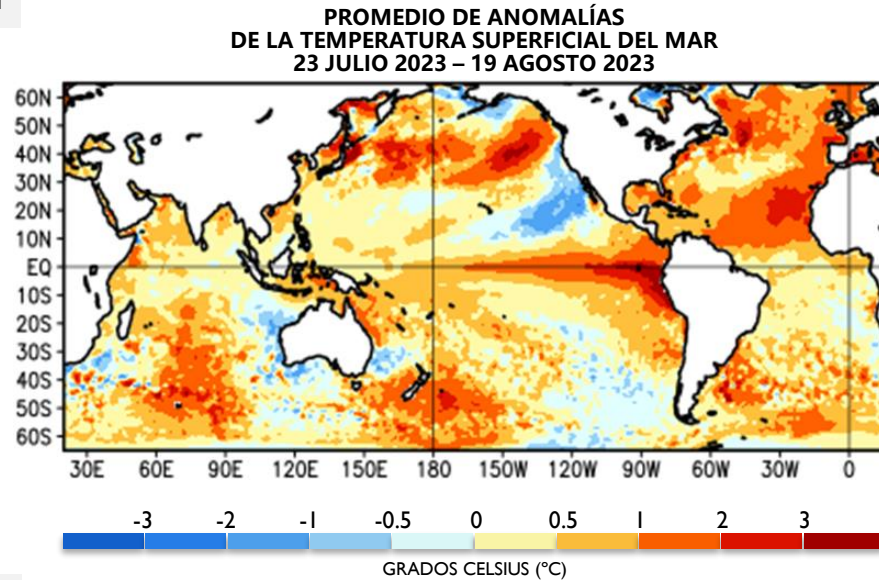 PROMEDIO DE ANOMALÍAS
DE LA TEMPERATURA SUPERFICIAL DEL MAR
23 JULIO 2023 – 19 AGOSTO 2023
60N
50N
40N
30N
20N
10N
EQ
10S
20S
30S
40S
50S
60S
30E 60E 90E 120E 150E 180 150W 120W 90W 60W 30W 0
-3 -2 -1 -0.5 0 0.5 1 2 3
GRADOS CELSIUS (ºC)